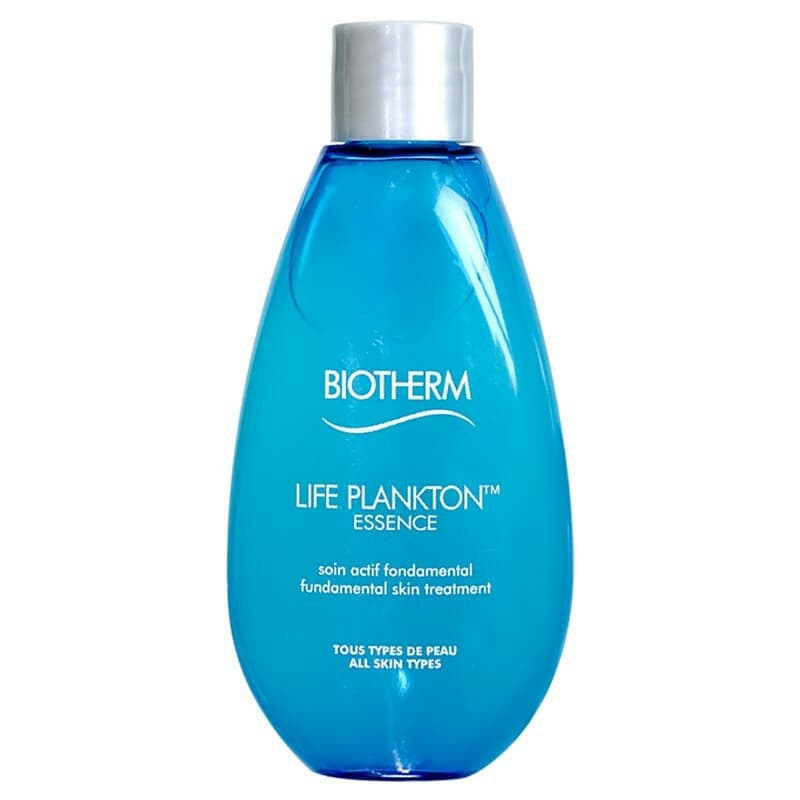 BIOTHERM
LIFE PLANKTON™
ESSENCE
soin actif fondamental
fundamental skin treatment
TOUS TYPES DE PEAU
ALL SKIN TYPES